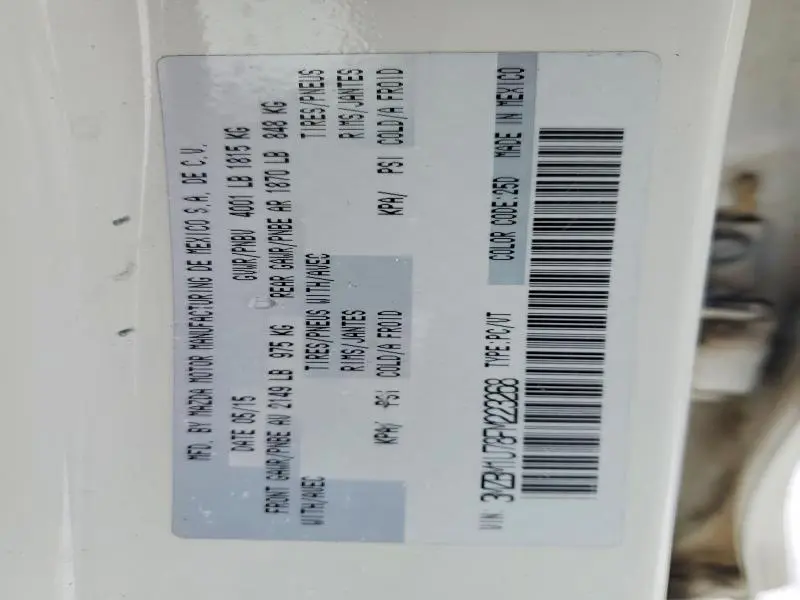 MFD. BY MAZDA MOTOR MANUFACTURING DE MEXICO S.A. DE C.V.
DATE 05/15 GVWR/PNBV 4001 LB 1815 KG
FRONT GAWR/PNBE AV 2149 LB 975 KG REAR GAWR/PNBE AR 1870 LB 848 KG
WITH/AVEC TIRES/PNEUS WITH/AVEC TIRES/PNEUS
RIMS/JANTES RIMS/JANTES
KPA/ PSI COLD/A FROID KPA/ PSI COLD/A FROID
VIN: 3MZBM1U78FM223268 TYPE:PC/VT COLOR CODE:25D MADE IN MEXICO